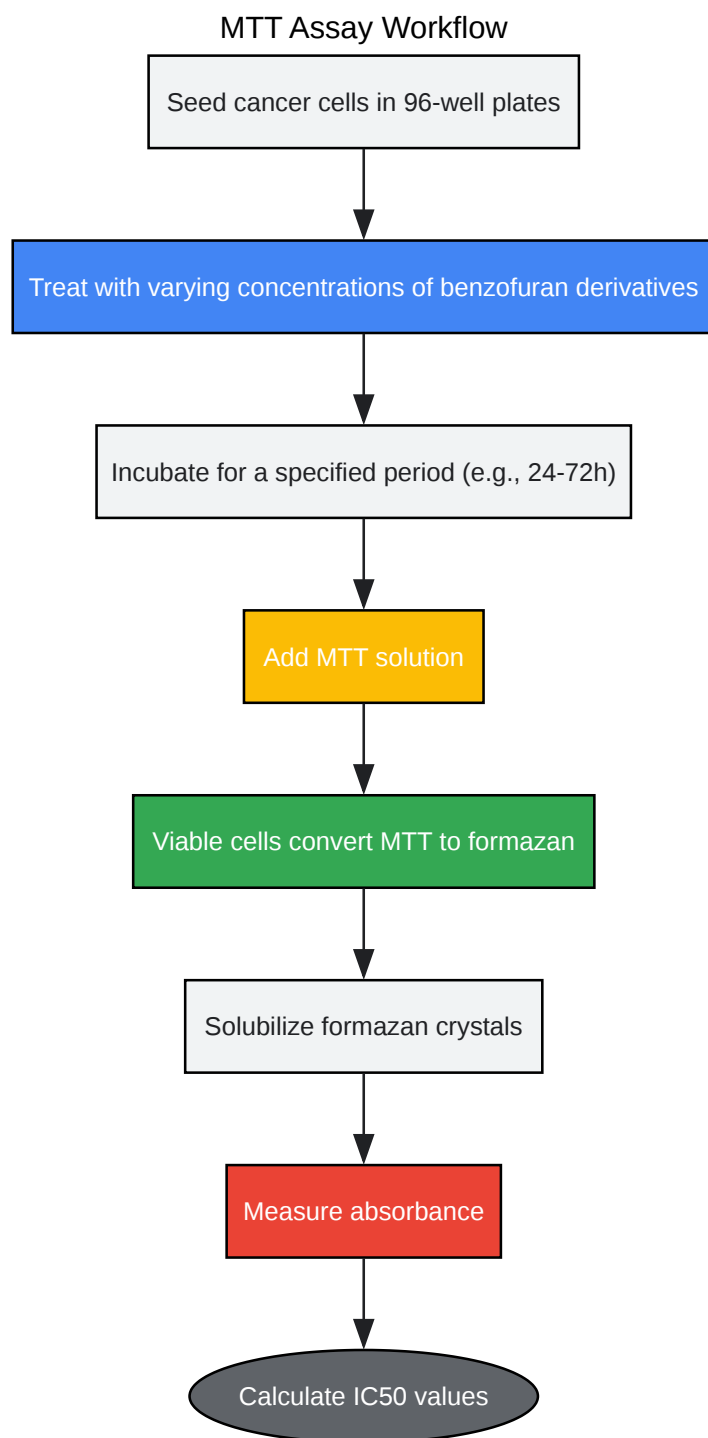 MTT Assay Workflow
Seed cancer cells in 96-well plates
Treat with varying concentrations of benzofuran derivatives
Incubate for a specified period (e.g., 24-72h)
Add MTT solution
Viable cells convert MTT to formazan
Solubilize formazan crystals
Measure absorbance
Calculate IC50 values